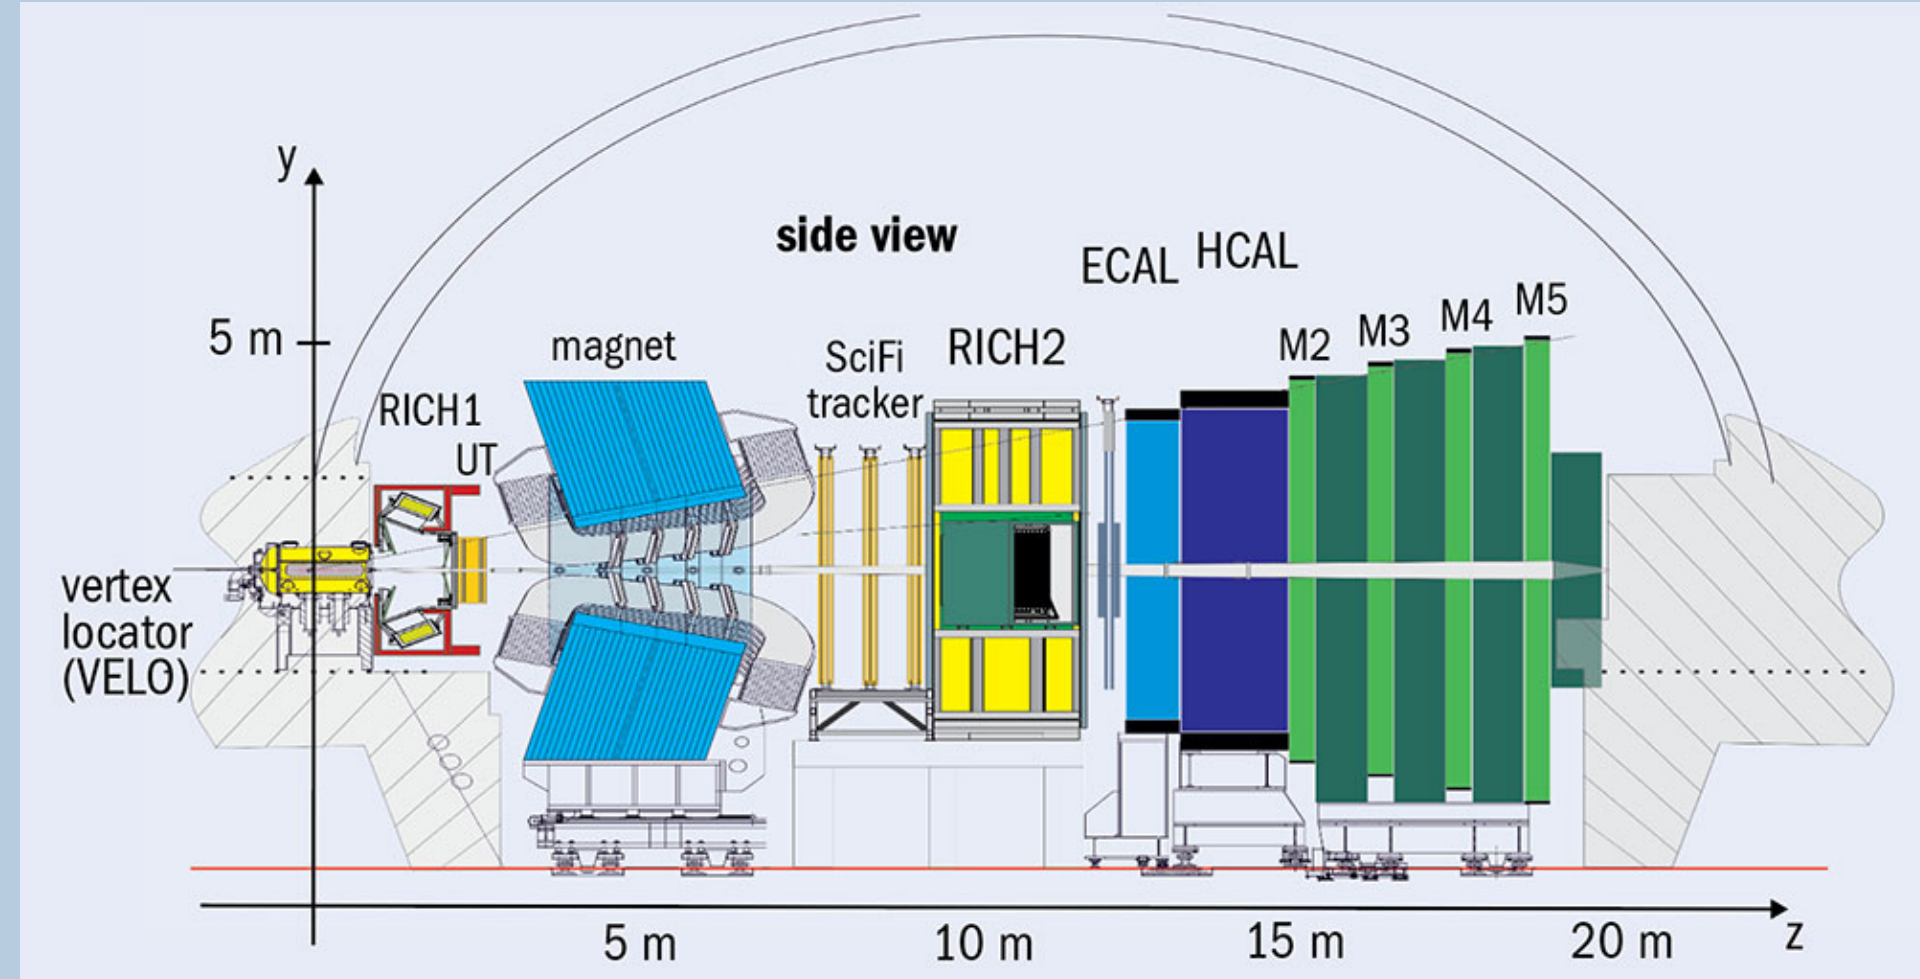 y
side view
ECAL
HCAL
5 m
magnet
SciFi
tracker
RICH2
M2
M3
M4
M5
RICH1
UT
vertex
locator
(VELO)
5 m
10 m
15 m
20 m
z